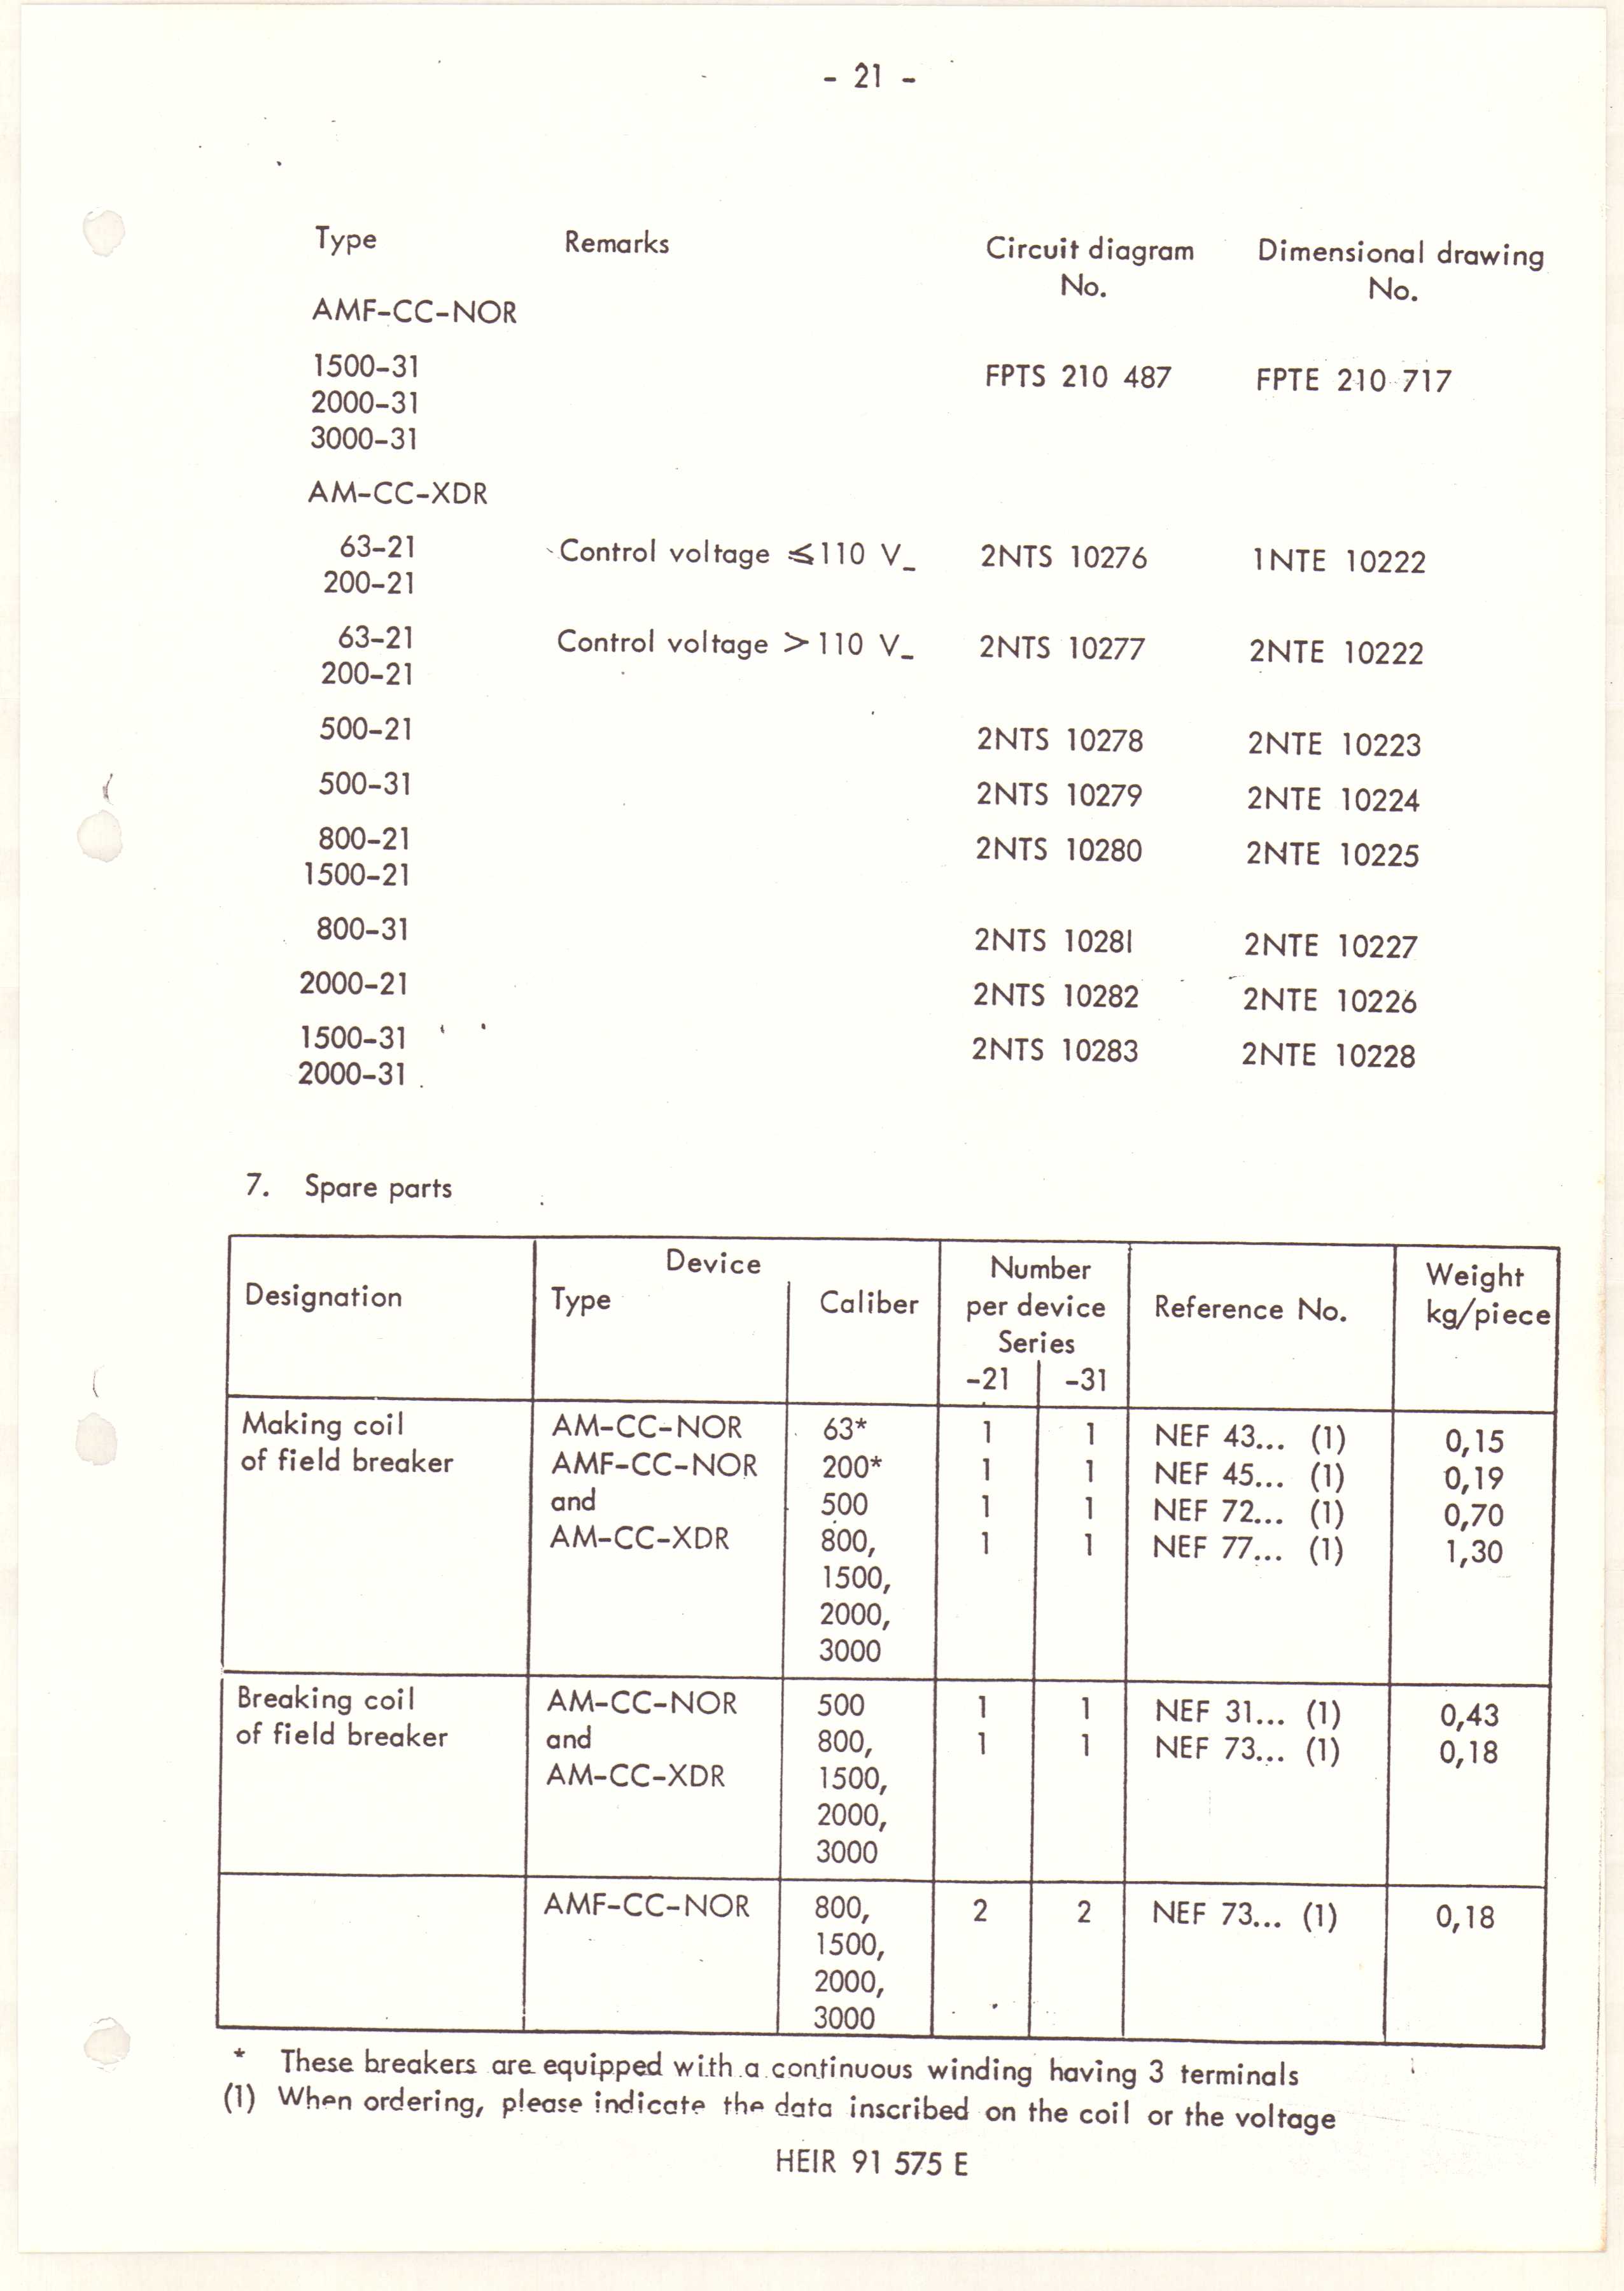 - 21 -
Type Remarks Circuit diagram No. Dimensional drawing No.
AMF-CC-NOR
1500-31 FPTS 210 487 FPTE 210 717
2000-31
3000-31
AM-CC-XDR
63-21 Control voltage ≤ 110 V_ 2NTS 10276 1NTE 10222
200-21
63-21 Control voltage > 110 V_ 2NTS 10277 2NTE 10222
200-21
500-21 2NTS 10278 2NTE 10223
500-31 2NTS 10279 2NTE 10224
800-21 2NTS 10280 2NTE 10225
1500-21
800-31 2NTS 10281 2NTE 10227
2000-21 2NTS 10282 2NTE 10226
1500-31 2NTS 10283 2NTE 10228
2000-31
7. Spare parts
Designation Device Type Caliber Number per device Series -21 -31 Reference No. Weight kg/piece
Making coil AM-CC-NOR 63* 1 1 NEF 43... (1) 0,15
of field breaker AMF-CC-NOR 200* 1 1 NEF 45... (1) 0,19
and 500 1 1 NEF 72... (1) 0,70
AM-CC-XDR 800, 1 1 NEF 77... (1) 1,30
1500,
2000,
3000
Breaking coil AM-CC-NOR 500 1 1 NEF 31... (1) 0,43
of field breaker and 800, 1 1 NEF 73... (1) 0,18
AM-CC-XDR 1500,
2000,
3000
AMF-CC-NOR 800, 2 2 NEF 73... (1) 0,18
1500,
2000,
3000
* These breakers are equipped with a continuous winding having 3 terminals
(1) When ordering, please indicate the data inscribed on the coil or the voltage
HEIR 91 575 E